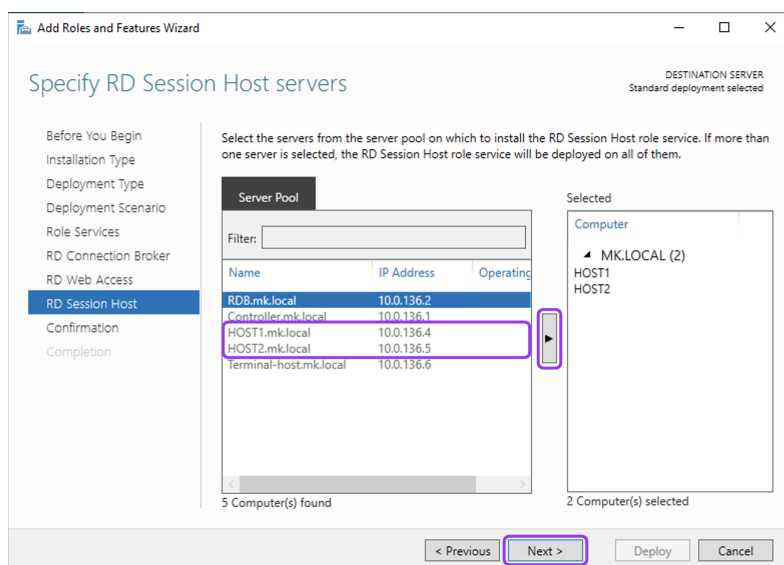 Add Roles and Features Wizard
Specify RD Session Host servers
DESTINATION SERVER
Standard deployment selected
Before You Begin
Installation Type
Deployment Type
Deployment Scenario
Role Services
RD Connection Broker
RD Web Access
RD Session Host
Confirmation
Completion
Select the servers from the server pool on which to install the RD Session Host role service. If more than
one server is selected, the RD Session Host role service will be deployed on all of them.
Server Pool
Filter:
Name IP Address Operating
RDB.mk.local 10.0.136.2
Controller.mk.local 10.0.136.1
HOST1.mk.local 10.0.136.4
HOST2.mk.local 10.0.136.5
Terminal-host.mk.local 10.0.136.6
5 Computer(s) found
Selected
Computer
MK.LOCAL (2)
HOST1
HOST2
2 Computer(s) selected
< Previous Next > Deploy Cancel